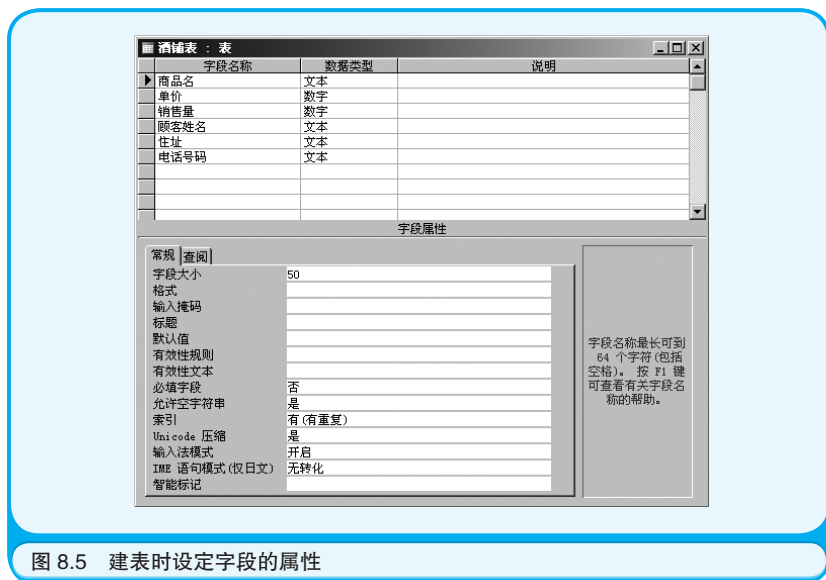 酒铺表 : 表
字段名称 数据类型 说明
商品名 文本
单价 数字
销售量 数字
顾客姓名 文本
住址 文本
电话号码 文本
字段属性
常规 查阅
字段大小 50
格式
输入掩码
标题
默认值
有效性规则
有效性文本
必填字段 否
允许空字符串 是
索引 有(有重复)
Unicode 压缩 是
输入法模式 开启
IME 语句模式(仅日文) 无转化
智能标记
字段名称最长可到
64 个字符(包括
空格)。 按 F1 键
可查看有关字段名
称的帮助。
图 8.5 建表时设定字段的属性